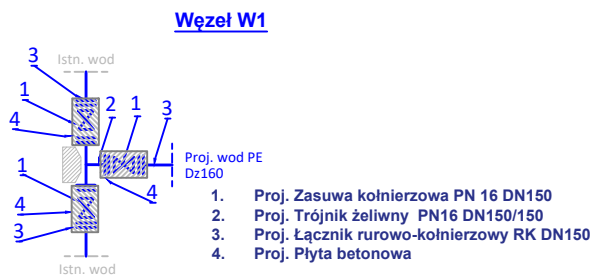 Węzeł W1
Istn. wod
3
1
4
2
1
3
Proj. wod PE
Dz160
1
4
3
4
Istn. wod
1. Proj. Zasuwa kołnierzowa PN 16 DN150
2. Proj. Trójnik żeliwny PN16 DN150/150
3. Proj. Łącznik rurowo-kołnierzowy RK DN150
4. Proj. Płyta betonowa